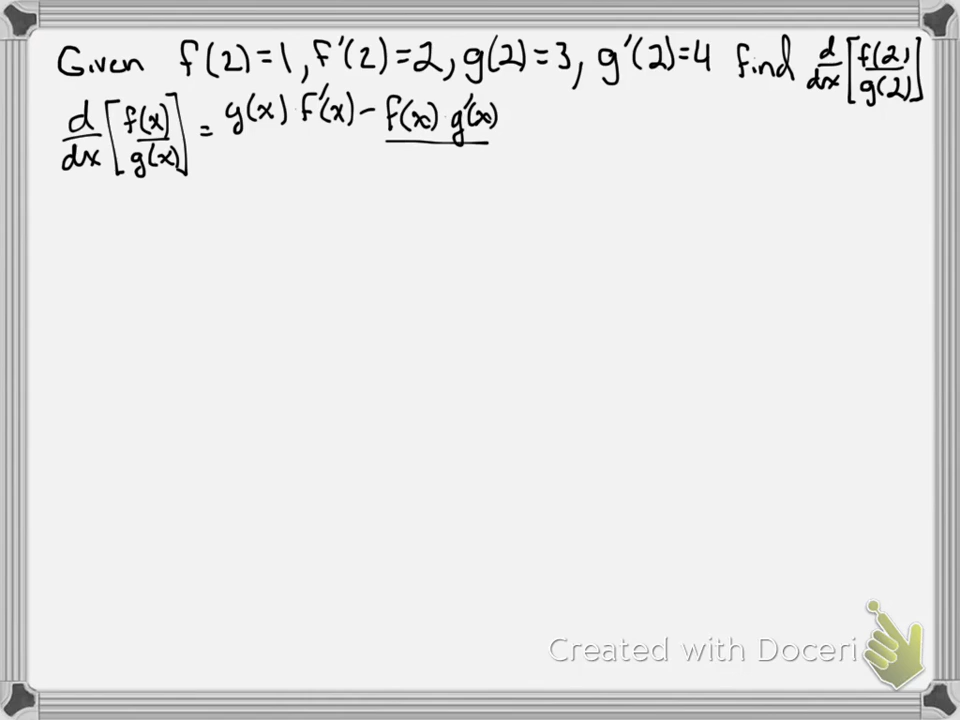 Given f(2)=1, f'(2)=2, g(2)=3, g'(2)=4 find d/dx [f(2)/g(2)]
d/dx [f(x)/g(x)] = g(x) f'(x) - f(x) · g'(x)
Created with Doceri